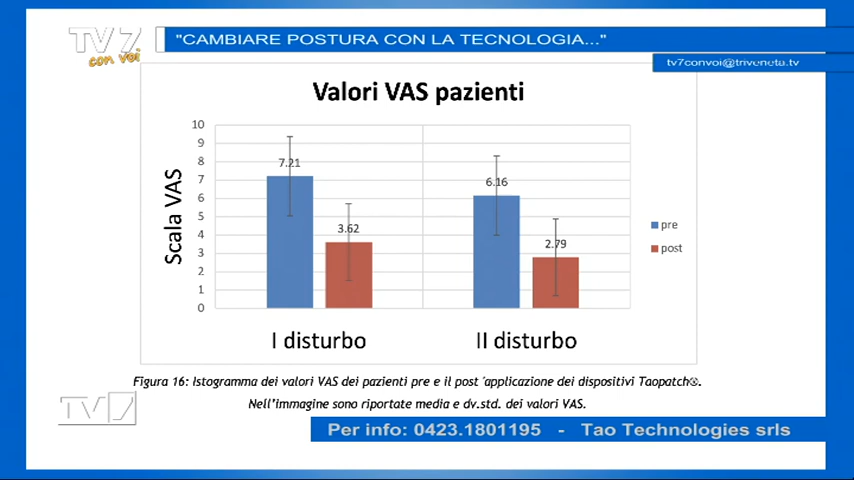 TV7
con voi
"CAMBIARE POSTURA CON LA TECNOLOGIA..."
tv7convoi@triveneta.tv
Valori VAS pazienti
Scala VAS
10
9
8
7
6
5
4
3
2
1
0
7.21
3.62
6.16
2.79
pre
post
I disturbo
II disturbo
Figura 16: Istogramma dei valori VAS dei pazienti pre e il post ´applicazione dei dispositivi Taopatch®.
Nell'immagine sono riportate media e dv.std. dei valori VAS.
TV7
Per info: 0423.1801195 - Tao Technologies srls